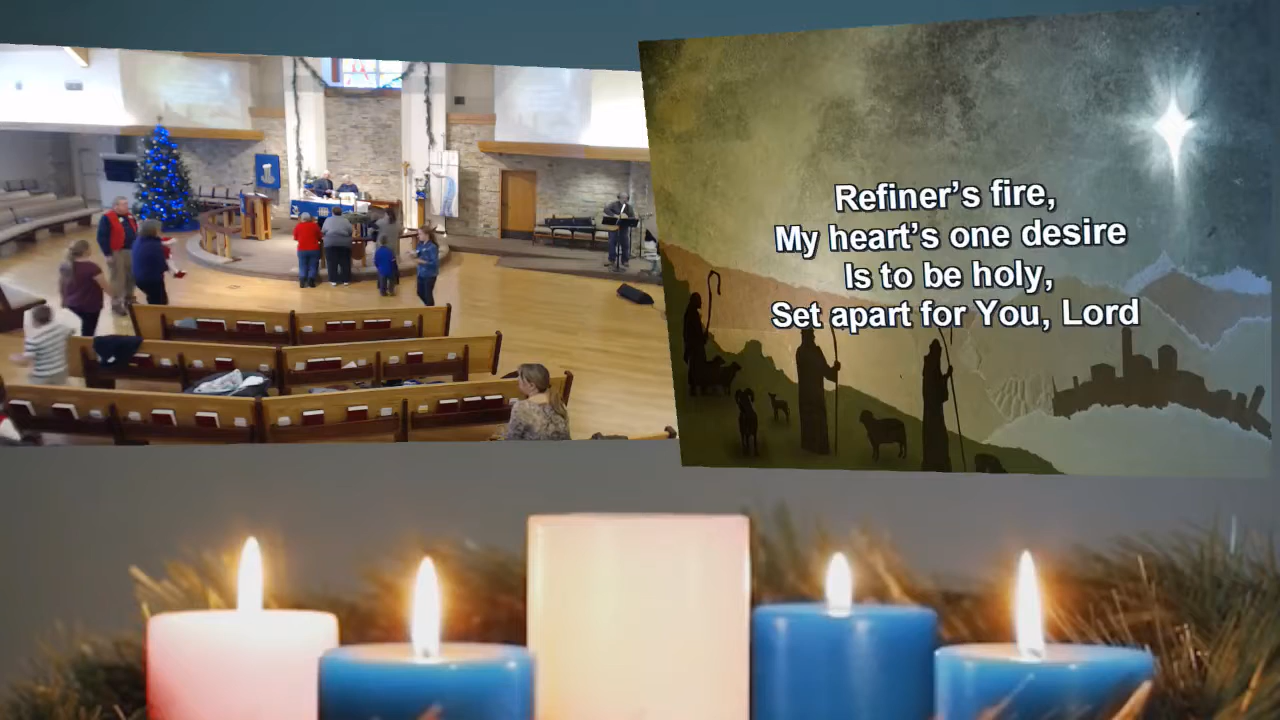 Refiner’s fire,
My heart’s one desire
Is to be holy,
Set apart for You, Lord